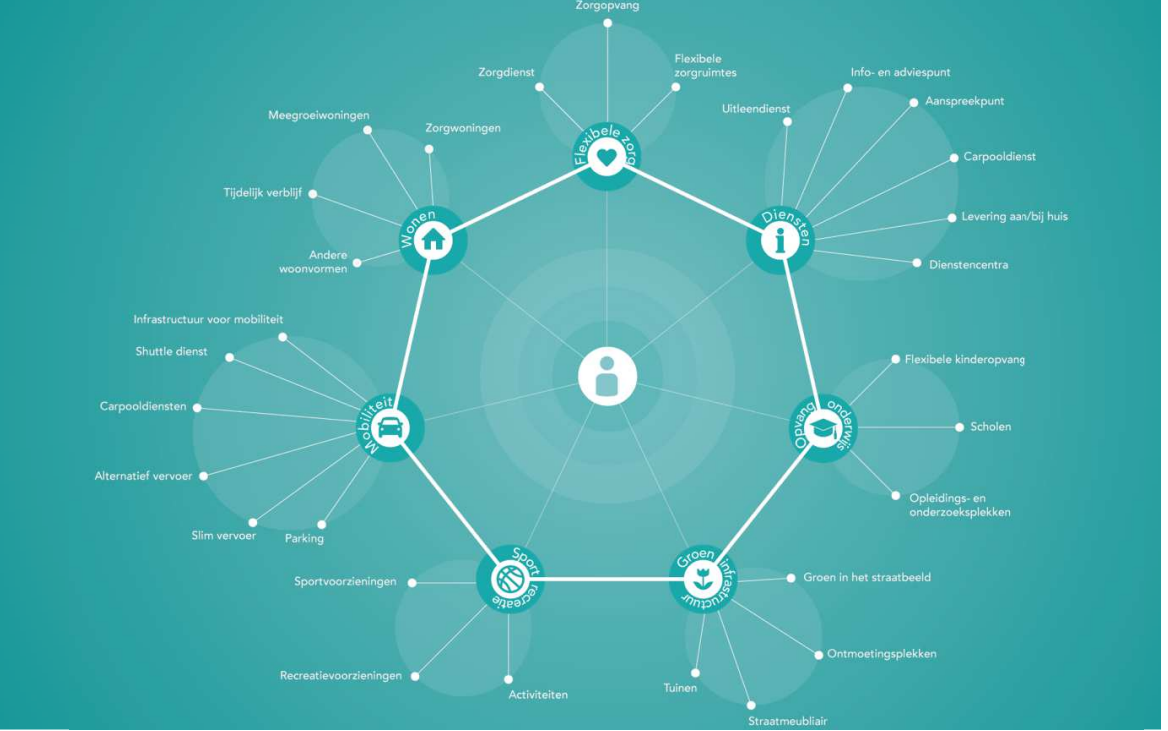 Zorgopvang
Zorgdienst
Flexibele
zorgruimtes
Flexibele zorg
Info- en adviespunt
Uitleendienst
Aanspreekpunt
Carpooldienst
Levering aan/bij huis
Dienstencentra
Diensten
Meegroeiwoningen
Zorgwoningen
Tijdelijk verblijf
Andere
woonvormen
Wonen
Infrastructuur voor mobiliteit
Shuttle dienst
Carpooldiensten
Alternatief vervoer
Slim vervoer
Parking
Mobiliteit
Flexibele kinderopvang
Scholen
Opleidings- en
onderzoeksplekken
Opvang onderwijs
Sportvoorzieningen
Recreatievoorzieningen
Activiteiten
Sport recreatie
Groen in het straatbeeld
Ontmoetingsplekken
Tuinen
Straatmeubliair
Groen infrastructuur